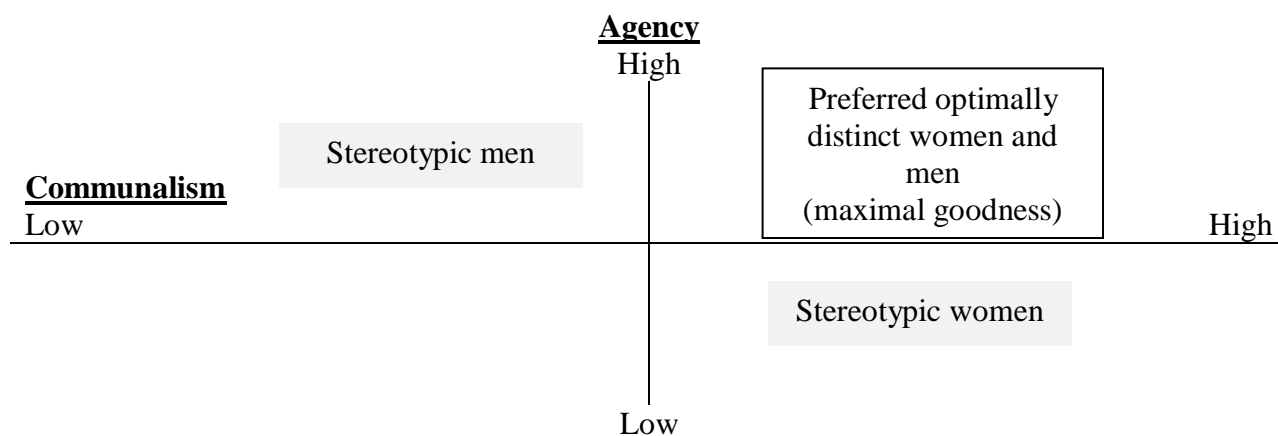 Agency
High
Preferred optimally
distinct women and
men
(maximal goodness)
Stereotypic men
Communalism
Low
High
Stereotypic women
Low